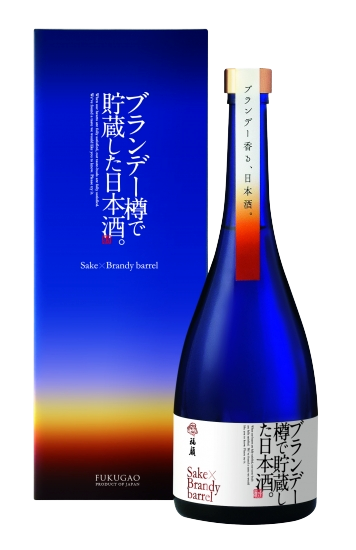 ブランデー樽で
貯蔵した日本酒。
Sake×Brandy barrel
FUKUGAO
PRODUCT OF JAPAN
ブランデー香る、日本酒。
福顔
Sake×
Brandy
barrel
ブランデー
樽で貯蔵し
た日本酒。